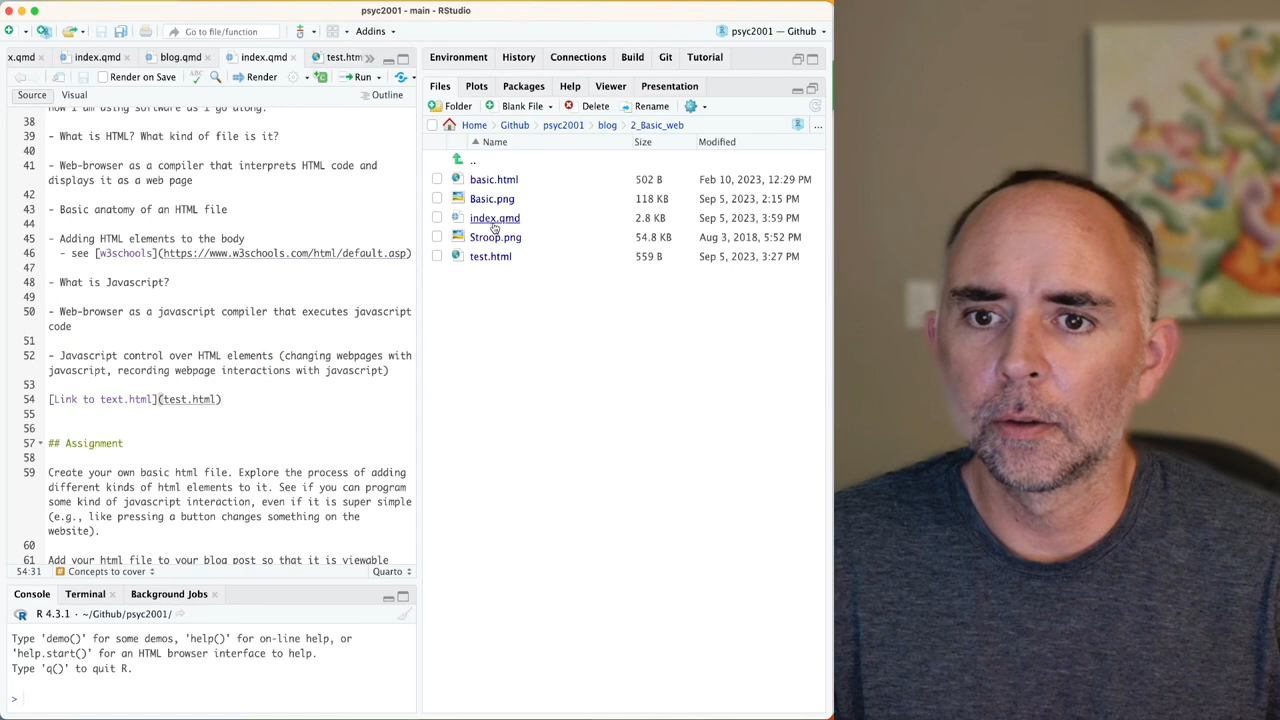 psyc2001 - main - RStudio
Go to file/function
Addins
psyc2001 — Github
x.qmd
index.qmd
blog.qmd
index.qmd
test.htm
Render on Save
ABC
Render
Run
Source
Visual
Outline
38
39 - What is HTML? What kind of file is it?
40
41 - Web-browser as a compiler that interprets HTML code and
displays it as a web page
42
43 - Basic anatomy of an HTML file
44
45 - Adding HTML elements to the body
46 - see [w3schools](https://www.w3schools.com/html/default.asp)
47
48 - What is Javascript?
49
50 - Web-browser as a javascript compiler that executes javascript
code
51
52 - Javascript control over HTML elements (changing webpages with
javascript, recording webpage interactions with javascript)
53
54 [Link to text.html](test.html)
55
56
57 ## Assignment
58
59 Create your own basic html file. Explore the process of adding
different kinds of html elements to it. See if you can program
some kind of javascript interaction, even if it is super simple
(e.g., like pressing a button changes something on the
website).
60
61 Add your html file to your blog post so that it is viewable
54:31
Concepts to cover
Quarto
Console
Terminal
Background Jobs
R 4.3.1 · ~/Github/psyc2001/
Type 'demo()' for some demos, 'help()' for on-line help, or
'help.start()' for an HTML browser interface to help.
Type 'q()' to quit R.
>
Environment
History
Connections
Build
Git
Tutorial
Files
Plots
Packages
Help
Viewer
Presentation
Folder
Blank File
Delete
Rename
Home
Github
psyc2001
blog
2_Basic_web
...
Name
Size
Modified
..
basic.html 502 B Feb 10, 2023, 12:29 PM
Basic.png 118 KB Sep 5, 2023, 2:15 PM
index.qmd 2.8 KB Sep 5, 2023, 3:59 PM
Stroop.png 54.8 KB Aug 3, 2018, 5:52 PM
test.html 559 B Sep 5, 2023, 3:27 PM